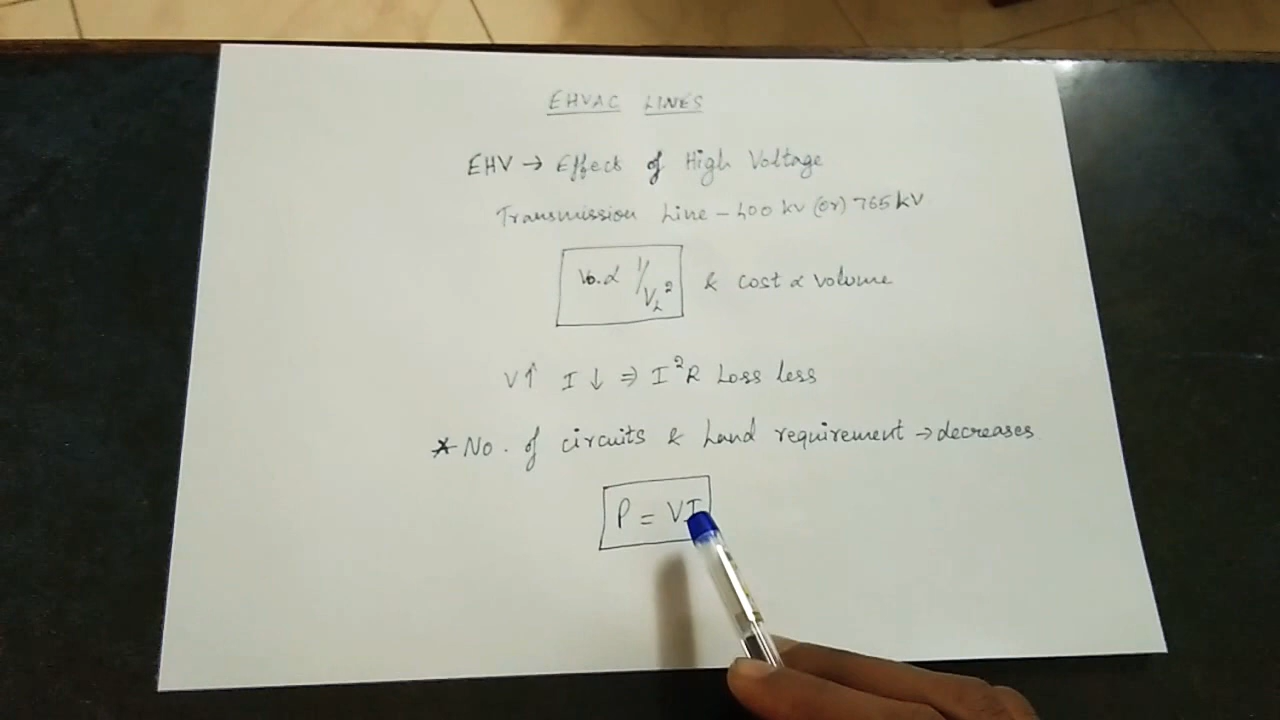 EHVAC LINES
EHV → Effect of High Voltage
Transmission Line - 400 kV (or) 765 kV
Vo. ∝ 1/V_L² & cost ∝ volume
V↑ I↓ ⇒ I²R Loss less
* No. of circuits & Land requirement → decreases
P = VI